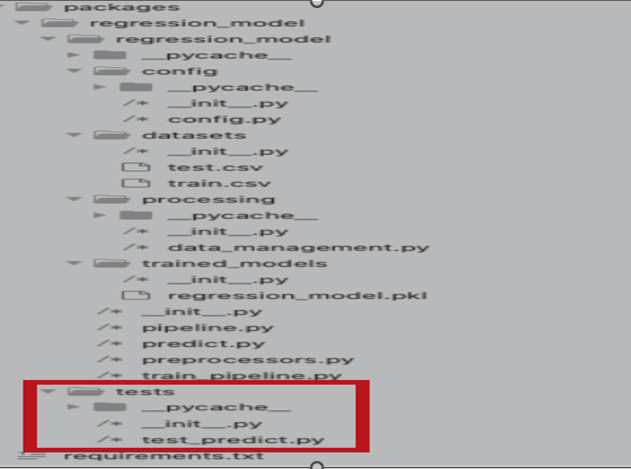 packages
regression_model
regression_model
__pycache__
config
__pycache__
__init__.py
config.py
datasets
__init__.py
test.csv
train.csv
processing
__pycache__
__init__.py
data_management.py
trained_models
__init__.py
regression_model.pkl
__init__.py
pipeline.py
predict.py
preprocessors.py
train_pipeline.py
tests
__pycache__
__init__.py
test_predict.py
requirements.txt